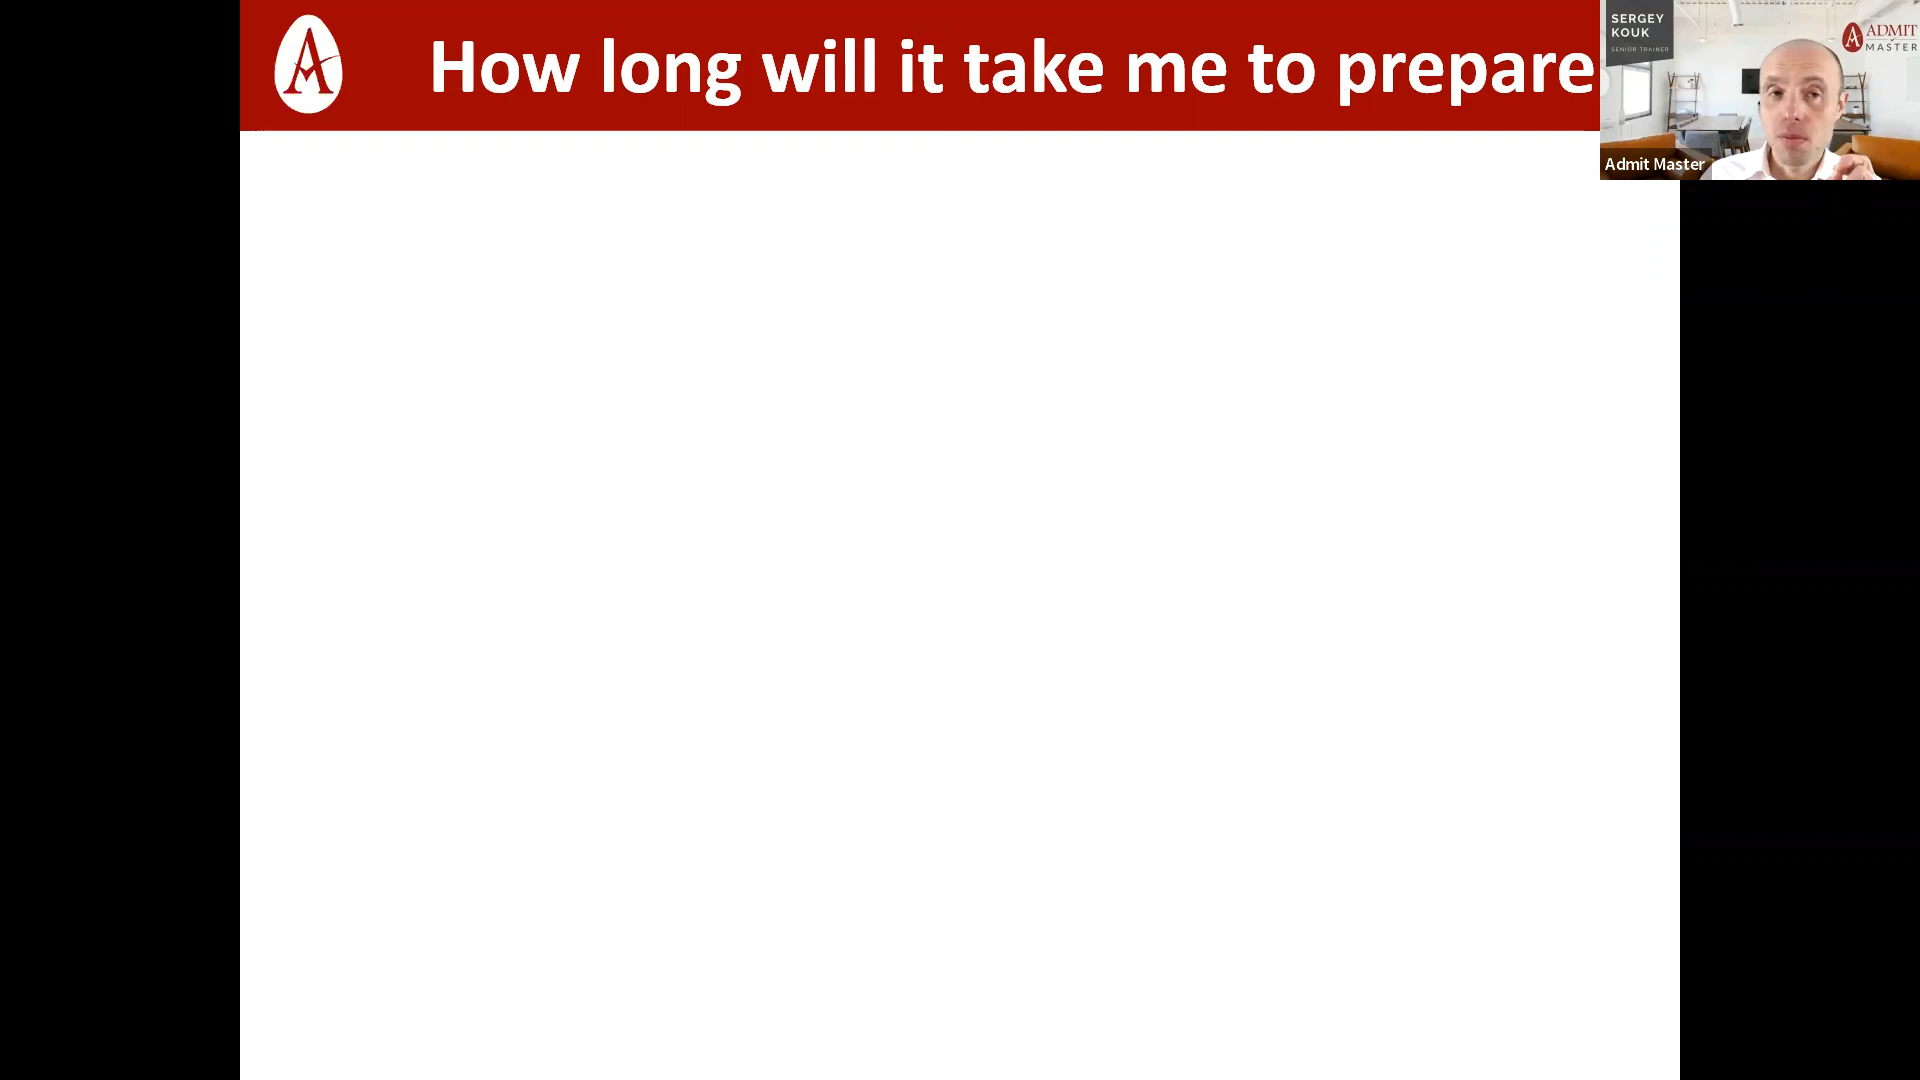 How long will it take me to prepare
SERGEY
KOUK
SENIOR TRAINER
ADMIT
MASTER
Admit Master